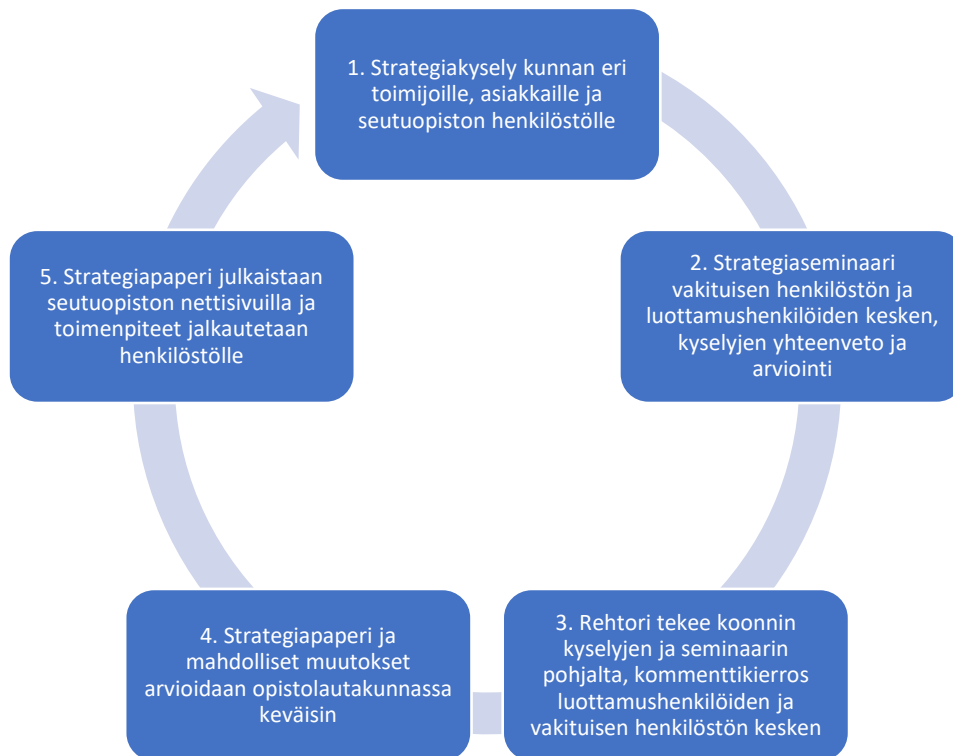 1. Strategiakysely kunnan eri
toimijoille, asiakkaille ja
seutuopiston henkilöstölle
2. Strategiaseminaari
vakituisen henkilöstön ja
luottamushenkilöiden kesken,
kyselyjen yhteenveto ja
arviointi
3. Rehtori tekee koonnin
kyselyjen ja seminaarin
pohjalta, kommenttikierros
luottamushenkilöiden ja
vakituisen henkilöstön kesken
4. Strategiapaperi ja
mahdolliset muutokset
arvioidaan opistolautakunnassa
keväisin
5. Strategiapaperi julkaistaan
seutuopiston nettisivuilla ja
toimenpiteet jalkautetaan
henkilöstölle